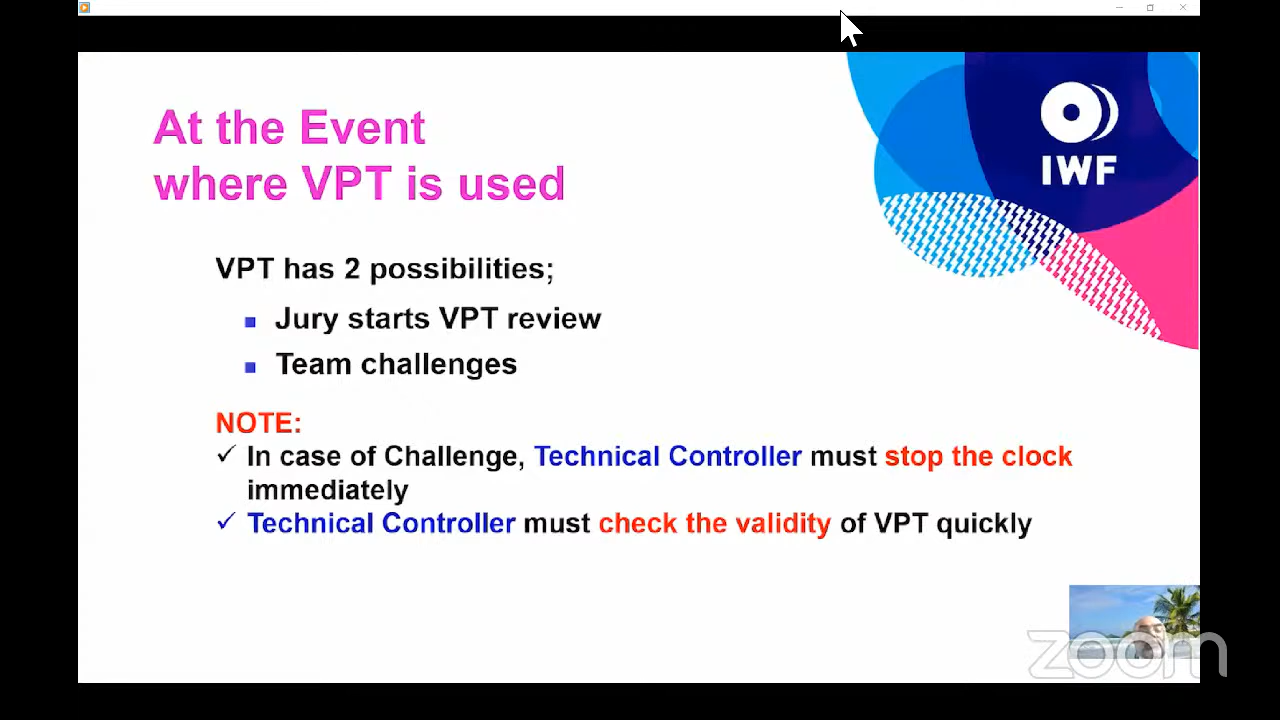 At the Event
where VPT is used
IWF
VPT has 2 possibilities;
Jury starts VPT review
Team challenges
NOTE:
In case of Challenge, Technical Controller must stop the clock
immediately
Technical Controller must check the validity of VPT quickly
zoom